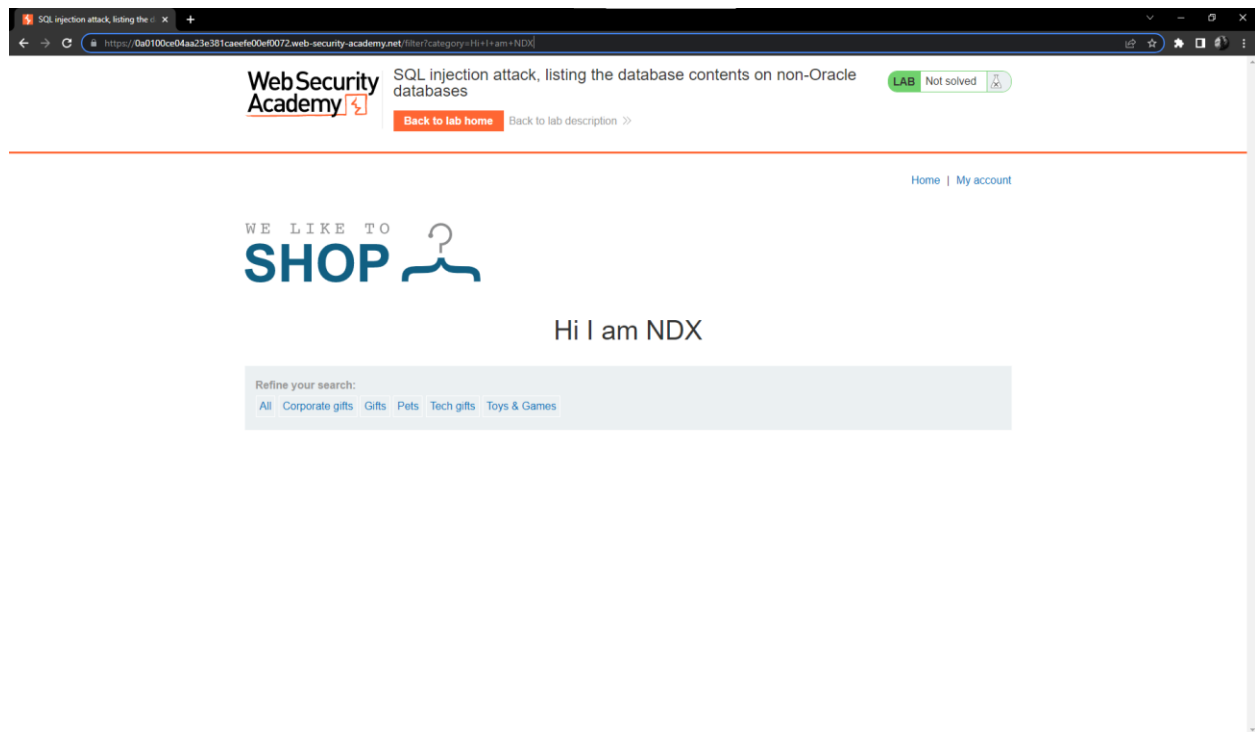 SQL injection attack, listing the d
https://0a0100ce04aa23e381caeefe00ef0072.web-security-academy.net/filter?category=Hi+I+am+NDX
Web Security
Academy
SQL injection attack, listing the database contents on non-Oracle
databases
LAB Not solved
Back to lab home Back to lab description >>
Home | My account
WE LIKE TO
SHOP
Hi I am NDX
Refine your search:
All Corporate gifts Gifts Pets Tech gifts Toys & Games